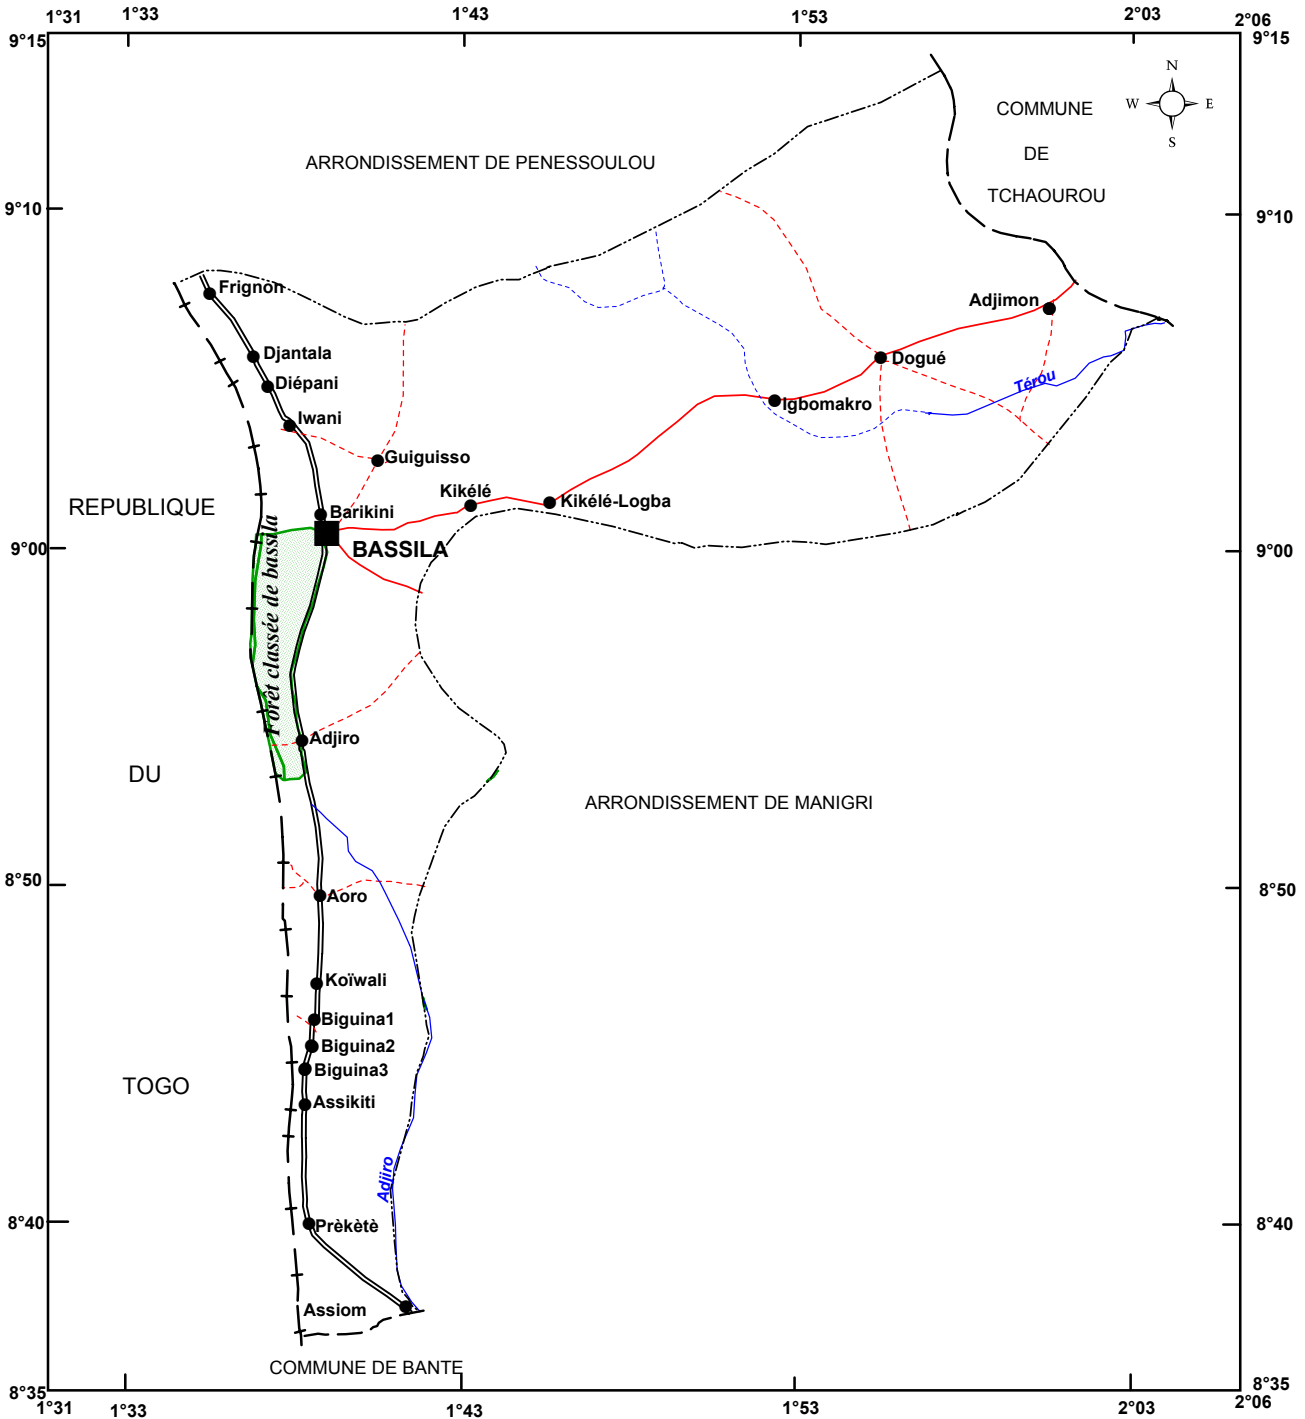 1°31
1°33
1°43
1°53
2°03
2°06
9°15
9°15
N
W
E
S
COMMUNE
DE
TCHAOUROU
ARRONDISSEMENT DE PENESSOULOU
9°10
9°10
Frignon
Adjimon
Djantala
Dogué
Diépani
Térou
Igbomakro
Iwani
Guiguisso
Kikélé
Kikélé-Logba
REPUBLIQUE
Barikini
BASSILA
9°00
9°00
Forêt classée de bassila
Adjiro
DU
ARRONDISSEMENT DE MANIGRI
8°50
8°50
Aoro
Koïwali
Biguina1
Biguina2
Biguina3
TOGO
Assikiti
Adjiro
8°40
8°40
Prèkètè
Assiom
COMMUNE DE BANTE
8°35
8°35
1°31
1°33
1°43
1°53
2°03
2°06